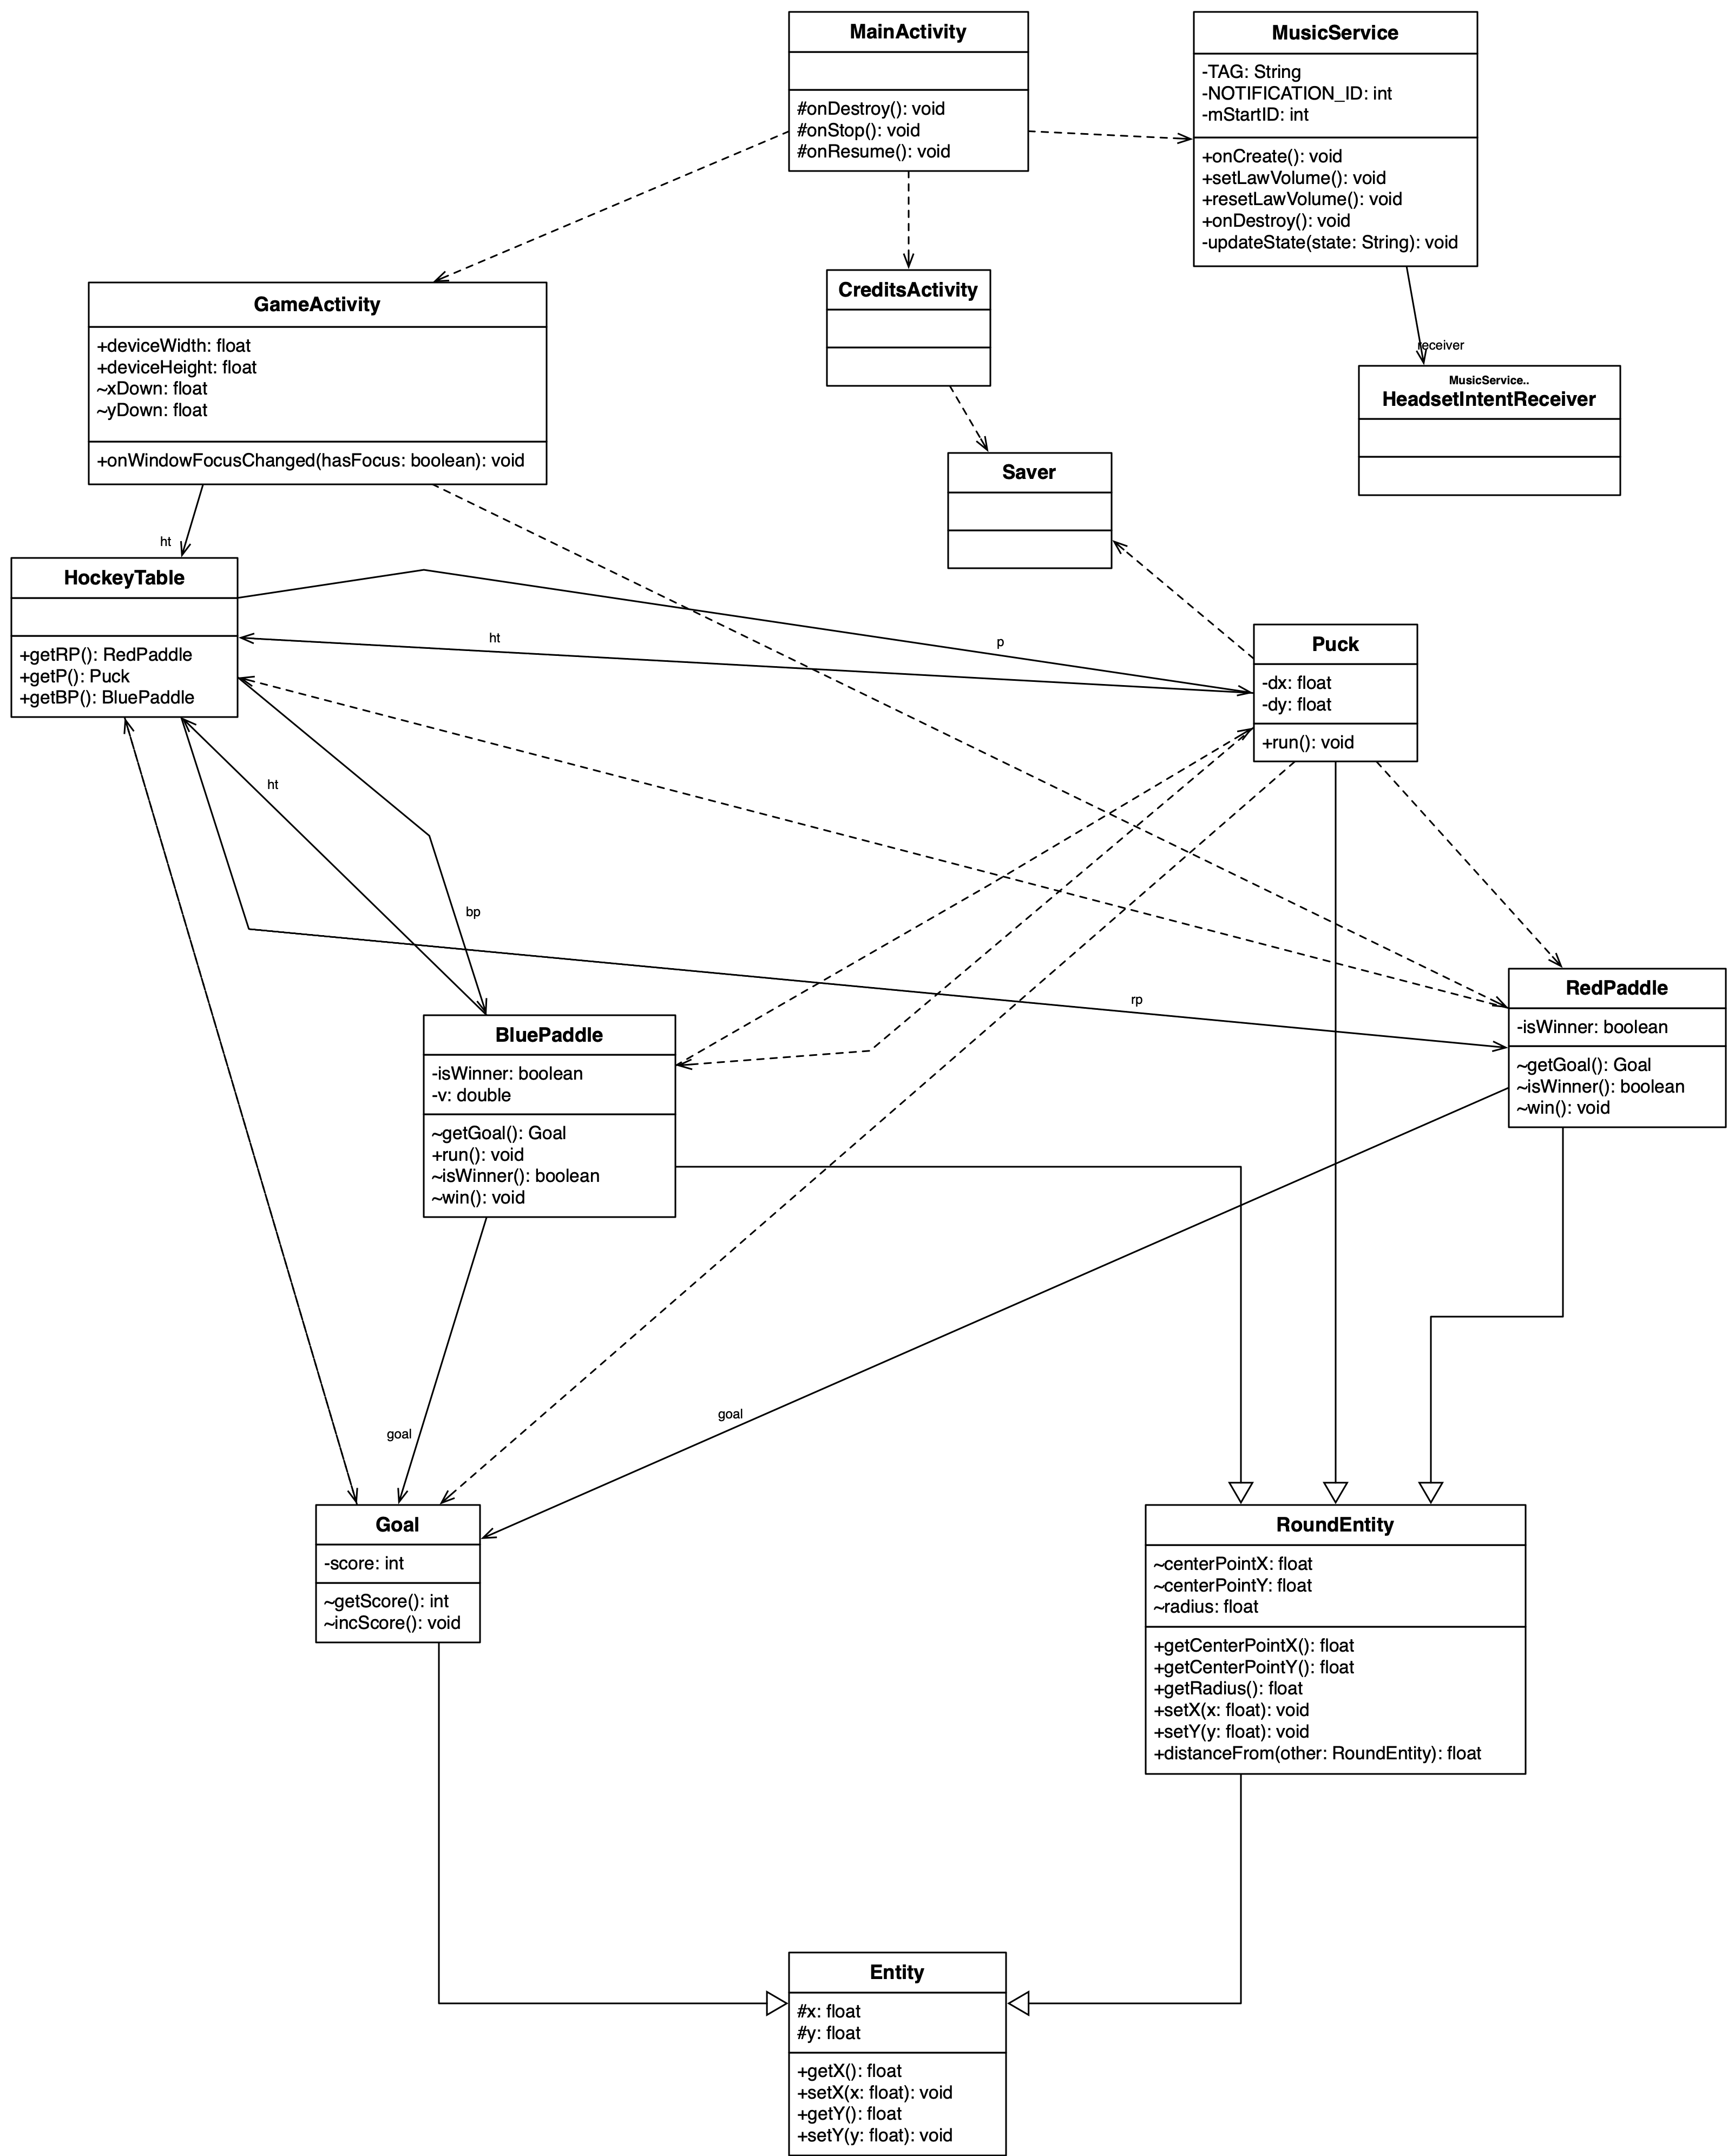 MainActivity
#onDestroy(): void
#onStop(): void
#onResume(): void
MusicService
-TAG: String
-NOTIFICATION_ID: int
-mStartID: int
+onCreate(): void
+setLawVolume(): void
+resetLawVolume(): void
+onDestroy(): void
-updateState(state: String): void
GameActivity
+deviceWidth: float
+deviceHeight: float
~xDown: float
~yDown: float
+onWindowFocusChanged(hasFocus: boolean): void
CreditsActivity
receiver
MusicService..
HeadsetIntentReceiver
Saver
ht
HockeyTable
+getRP(): RedPaddle
+getP(): Puck
+getBP(): BluePaddle
ht
p
Puck
-dx: float
-dy: float
+run(): void
ht
bp
rp
RedPaddle
-isWinner: boolean
~getGoal(): Goal
~isWinner(): boolean
~win(): void
BluePaddle
-isWinner: boolean
-v: double
~getGoal(): Goal
+run(): void
~isWinner(): boolean
~win(): void
goal
goal
Goal
-score: int
~getScore(): int
~incScore(): void
RoundEntity
~centerPointX: float
~centerPointY: float
~radius: float
+getCenterPointX(): float
+getCenterPointY(): float
+getRadius(): float
+setX(x: float): void
+setY(y: float): void
+distanceFrom(other: RoundEntity): float
Entity
#x: float
#y: float
+getX(): float
+setX(x: float): void
+getY(): float
+setY(y: float): void